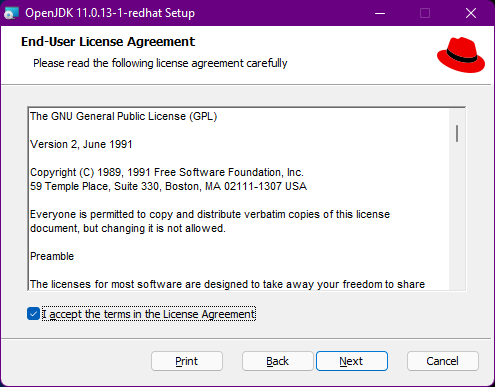 OpenJDK 11.0.13-1-redhat Setup
End-User License Agreement
Please read the following license agreement carefully
The GNU General Public License (GPL)
Version 2, June 1991
Copyright (C) 1989, 1991 Free Software Foundation, Inc.
59 Temple Place, Suite 330, Boston, MA 02111-1307 USA
Everyone is permitted to copy and distribute verbatim copies of this license
document, but changing it is not allowed.
Preamble
The licenses for most software are designed to take away your freedom to share
I accept the terms in the License Agreement
Print Back Next Cancel